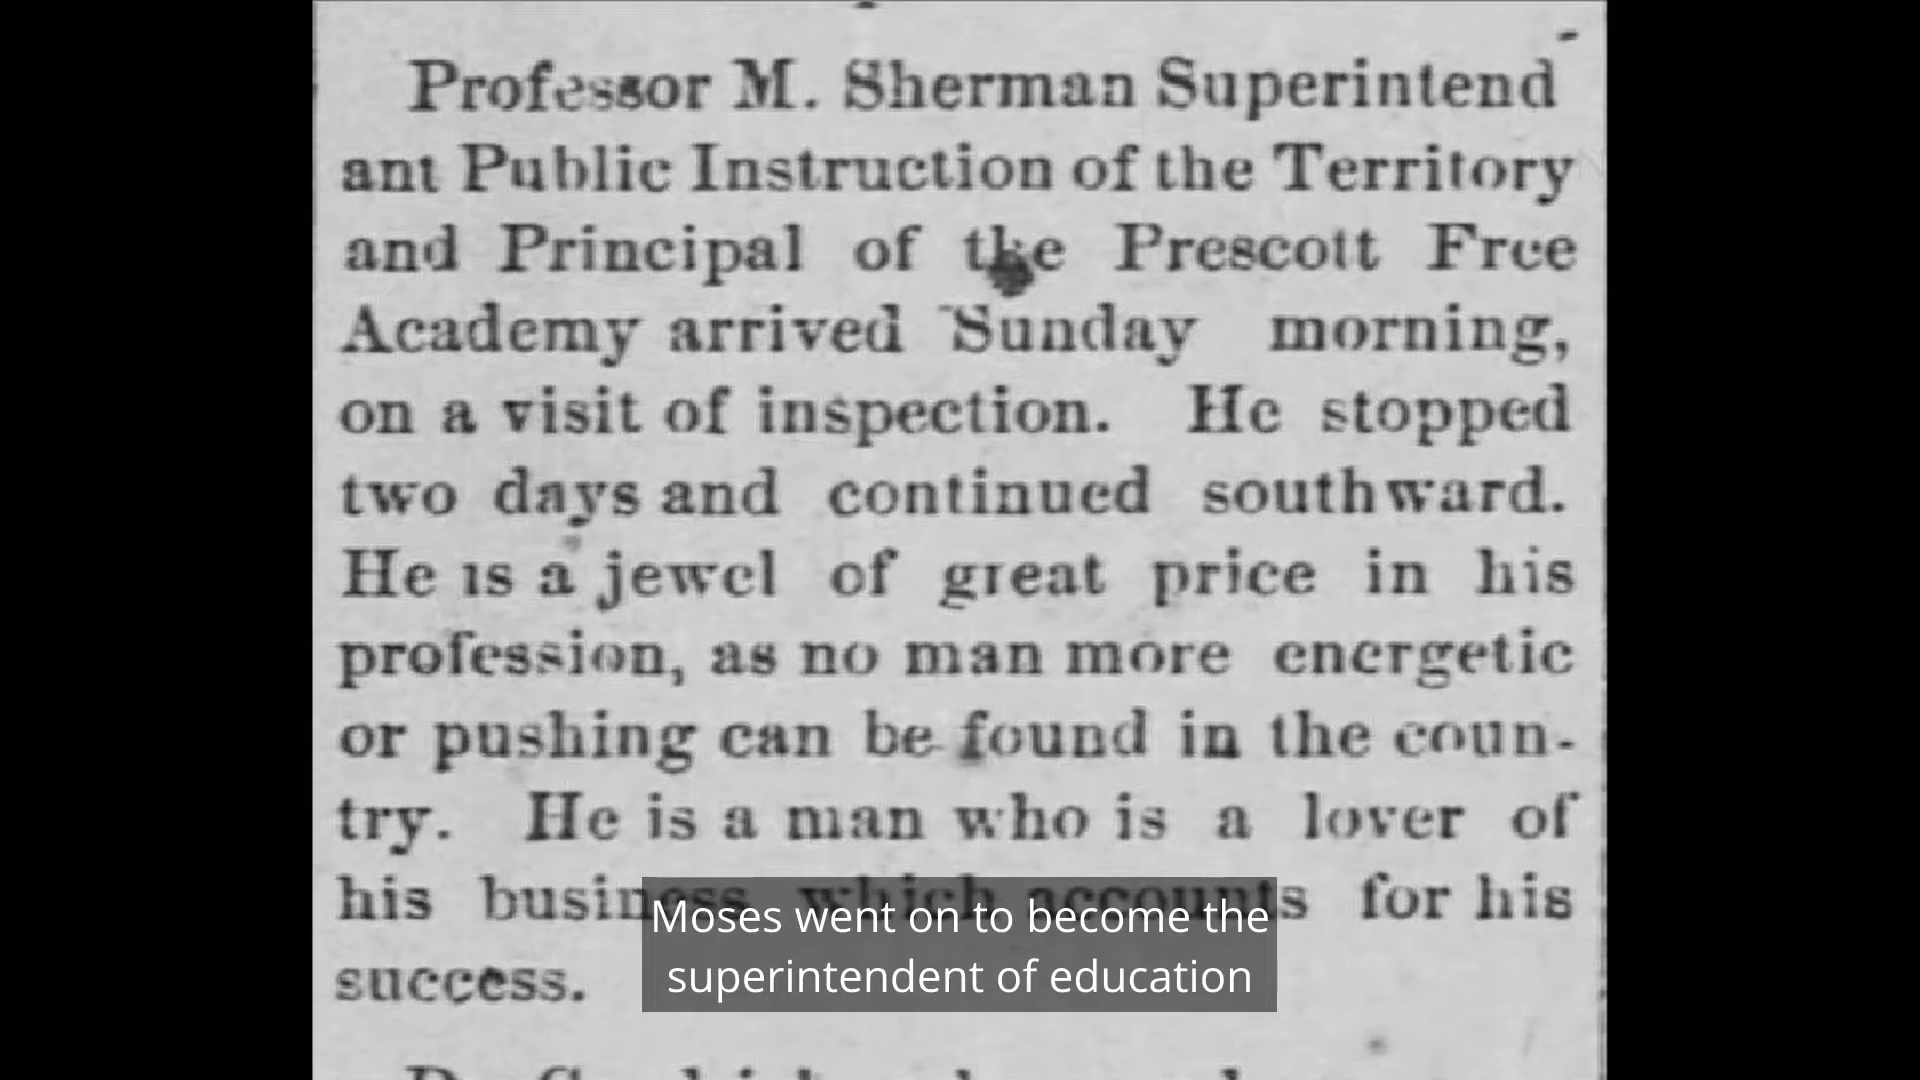 Professor M. Sherman Superintend
ant Public Instruction of the Territory
and Principal of the Prescott Free
Academy arrived Sunday morning,
on a visit of inspection. He stopped
two days and continued southward.
He is a jewel of great price in his
profession, as no man more energetic
or pushing can be found in the coun-
try. He is a man who is a lover of
his business which accounts for his
success.
Moses went on to become the
superintendent of education